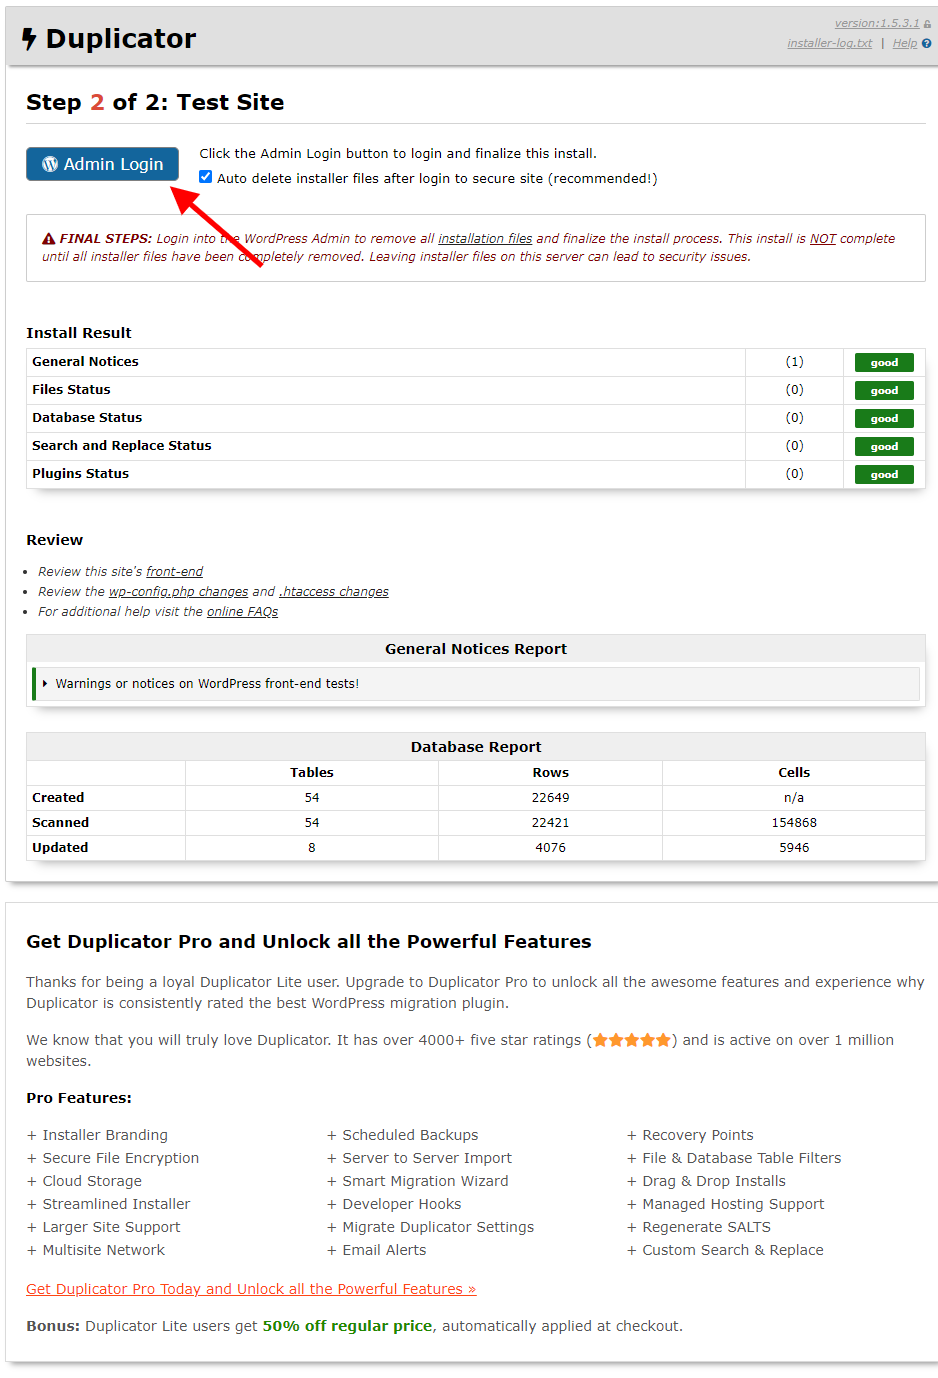 Duplicator
version:1.5.3.1
installer-log.txt | Help
Step 2 of 2: Test Site
Admin Login
Click the Admin Login button to login and finalize this install.
Auto delete installer files after login to secure site (recommended!)
FINAL STEPS: Login into the WordPress Admin to remove all installation files and finalize the install process. This install is NOT complete
until all installer files have been completely removed. Leaving installer files on this server can lead to security issues.
Install Result
General Notices (1) good
Files Status (0) good
Database Status (0) good
Search and Replace Status (0) good
Plugins Status (0) good
Review
• Review this site's front-end
• Review the wp-config.php changes and .htaccess changes
• For additional help visit the online FAQs
General Notices Report
Warnings or notices on WordPress front-end tests!
Database Report
Tables Rows Cells
Created 54 22649 n/a
Scanned 54 22421 154868
Updated 8 4076 5946
Get Duplicator Pro and Unlock all the Powerful Features
Thanks for being a loyal Duplicator Lite user. Upgrade to Duplicator Pro to unlock all the awesome features and experience why
Duplicator is consistently rated the best WordPress migration plugin.
We know that you will truly love Duplicator. It has over 4000+ five star ratings (★★★★★) and is active on over 1 million
websites.
Pro Features:
+ Installer Branding + Scheduled Backups + Recovery Points
+ Secure File Encryption + Server to Server Import + File & Database Table Filters
+ Cloud Storage + Smart Migration Wizard + Drag & Drop Installs
+ Streamlined Installer + Developer Hooks + Managed Hosting Support
+ Larger Site Support + Migrate Duplicator Settings + Regenerate SALTS
+ Multisite Network + Email Alerts + Custom Search & Replace
Get Duplicator Pro Today and Unlock all the Powerful Features »
Bonus: Duplicator Lite users get 50% off regular price, automatically applied at checkout.